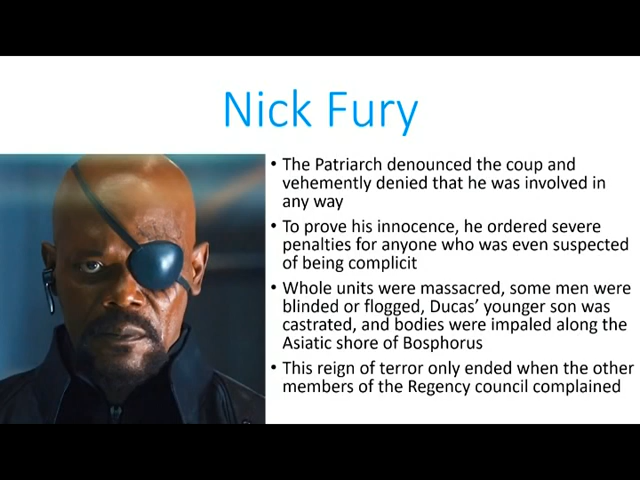 Nick Fury
• The Patriarch denounced the coup and
vehemently denied that he was involved in
any way
• To prove his innocence, he ordered severe
penalties for anyone who was even suspected
of being complicit
• Whole units were massacred, some men were
blinded or flogged, Ducas’ younger son was
castrated, and bodies were impaled along the
Asiatic shore of Bosphorus
• This reign of terror only ended when the other
members of the Regency council complained